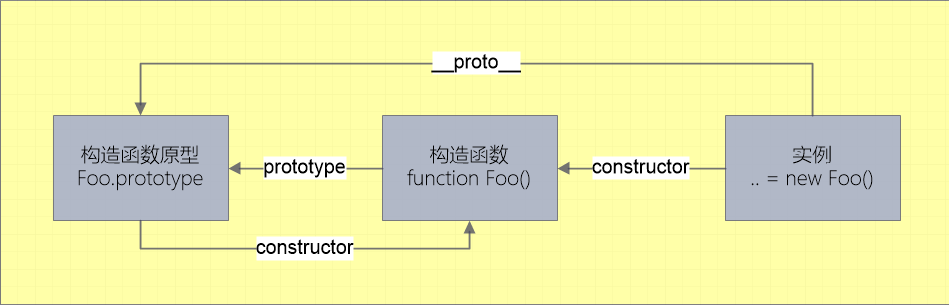 __proto__
构造函数原型
Foo.prototype
prototype
构造函数
function Foo()
constructor
实例
.. = new Foo()
constructor